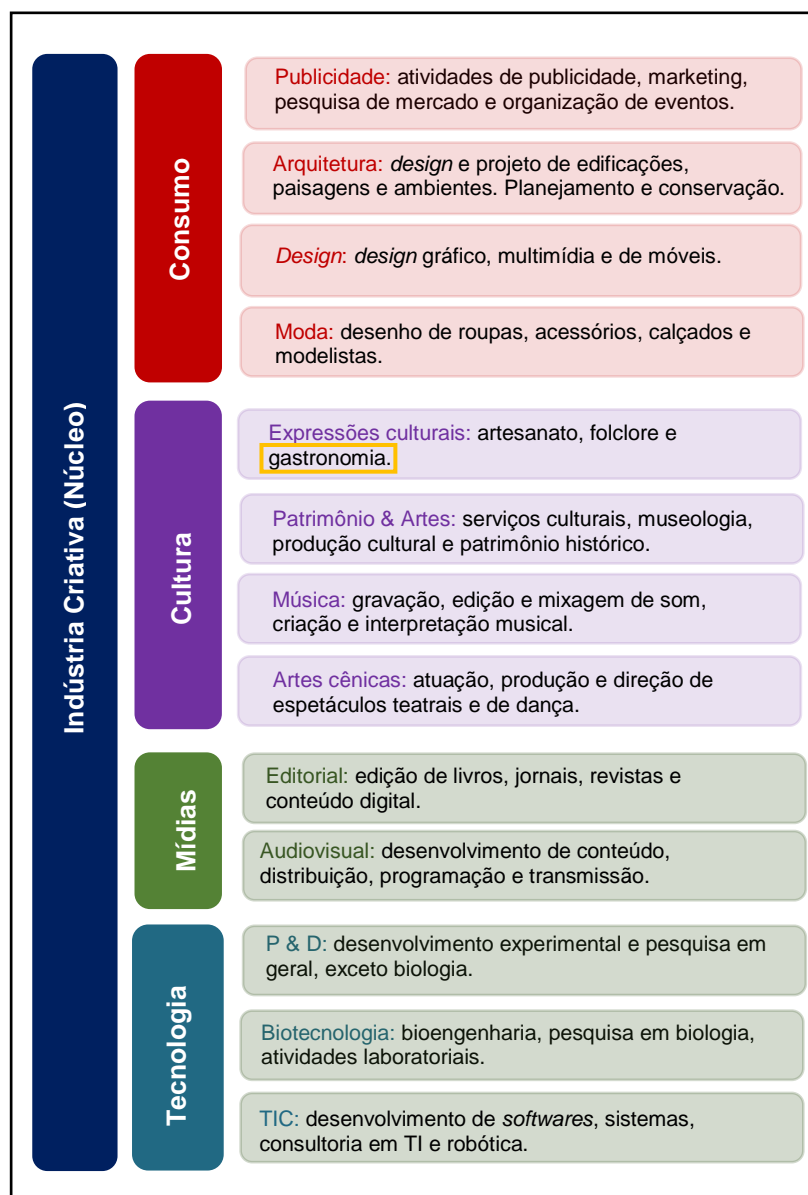 Indústria Criativa (Núcleo)
Consumo
Publicidade: atividades de publicidade, marketing,
pesquisa de mercado e organização de eventos.
Arquitetura: design e projeto de edificações,
paisagens e ambientes. Planejamento e conservação.
Design: design gráfico, multimídia e de móveis.
Moda: desenho de roupas, acessórios, calçados e
modelistas.
Cultura
Expressões culturais: artesanato, folclore e
gastronomia.
Patrimônio & Artes: serviços culturais, museologia,
produção cultural e patrimônio histórico.
Música: gravação, edição e mixagem de som,
criação e interpretação musical.
Artes cênicas: atuação, produção e direção de
espetáculos teatrais e de dança.
Mídias
Editorial: edição de livros, jornais, revistas e
conteúdo digital.
Audiovisual: desenvolvimento de conteúdo,
distribuição, programação e transmissão.
Tecnologia
P & D: desenvolvimento experimental e pesquisa em
geral, exceto biologia.
Biotecnologia: bioengenharia, pesquisa em biologia,
atividades laboratoriais.
TIC: desenvolvimento de softwares, sistemas,
consultoria em TI e robótica.